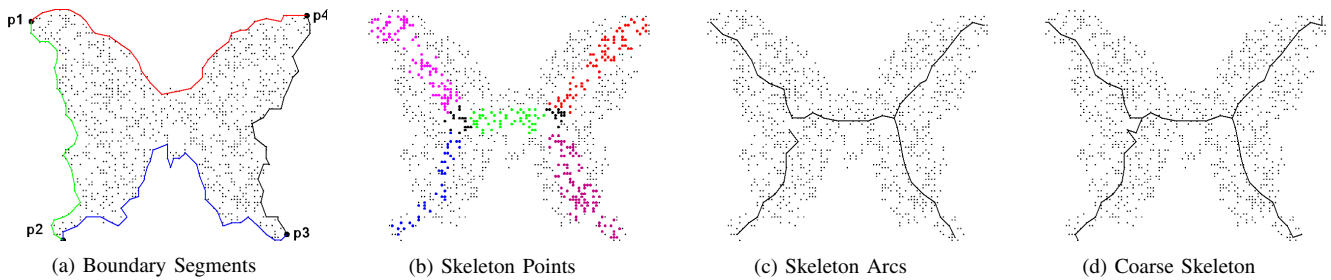 p1
p4
p2
p3
(a) Boundary Segments
(b) Skeleton Points
(c) Skeleton Arcs
(d) Coarse Skeleton